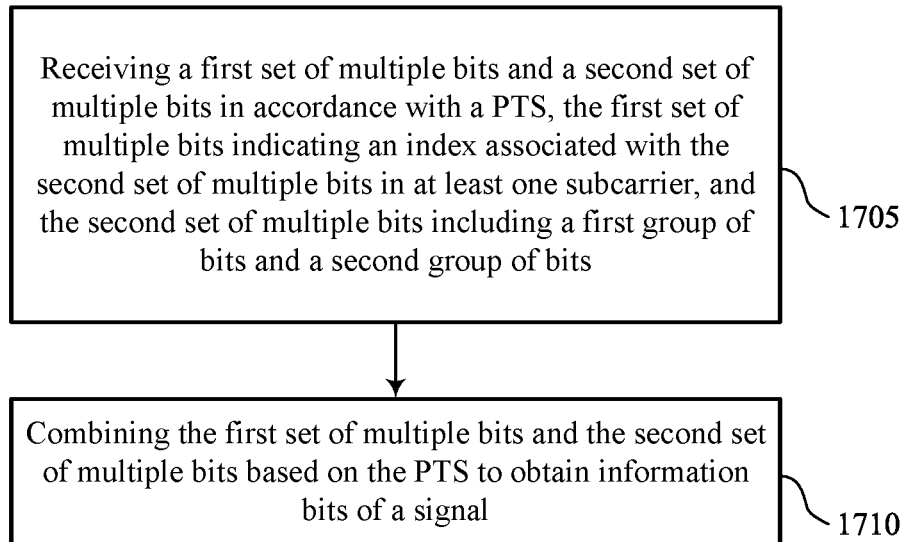 Receiving a first set of multiple bits and a second set of
multiple bits in accordance with a PTS, the first set of
multiple bits indicating an index associated with the
second set of multiple bits in at least one subcarrier, and
the second set of multiple bits including a first group of
bits and a second group of bits
1705
Combining the first set of multiple bits and the second set
of multiple bits based on the PTS to obtain information
bits of a signal
1710